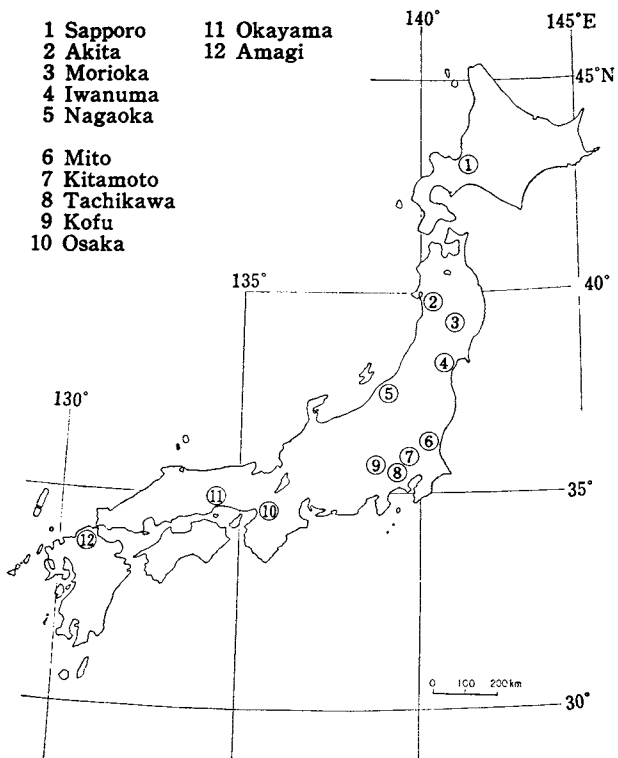 1 Sapporo
2 Akita
3 Morioka
4 Iwanuma
5 Nagaoka
6 Mito
7 Kitamoto
8 Tachikawa
9 Kofu
10 Osaka
11 Okayama
12 Amagi
140°
145°E
45°N
①
135°
40°
②
③
④
130°
⑤
⑥
⑦
⑧
⑨
⑪
⑩
35°
⑫
0 100 200km
30°